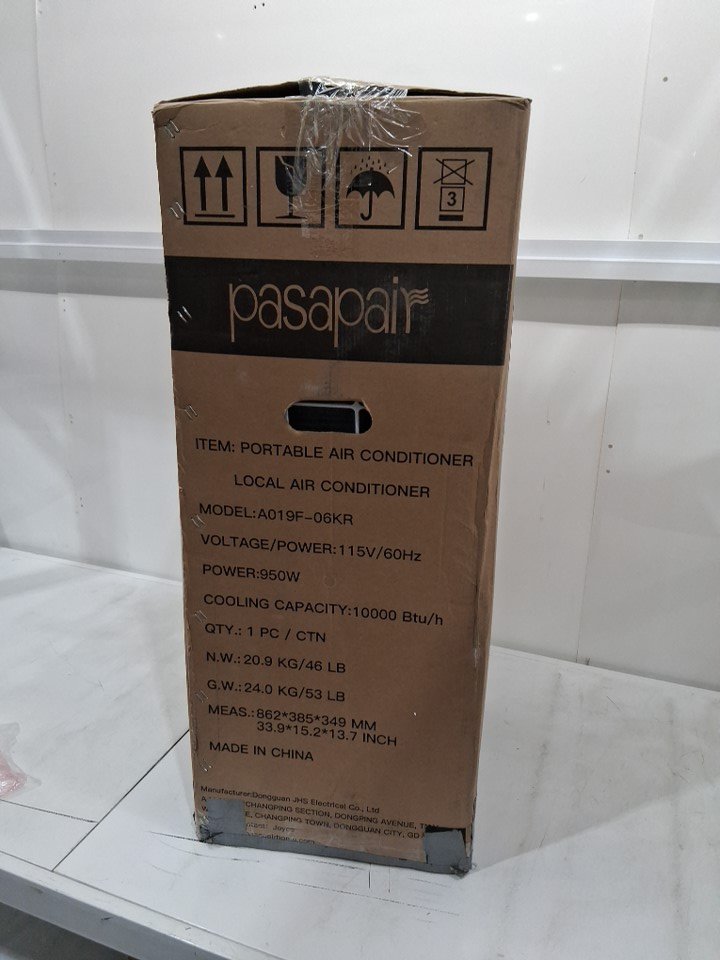 3
pasapair
ITEM: PORTABLE AIR CONDITIONER
LOCAL AIR CONDITIONER
MODEL:A019F-06KR
VOLTAGE/POWER:115V/60Hz
POWER:950W
COOLING CAPACITY:10000 Btu/h
QTY.: 1 PC / CTN
N.W.: 20.9 KG/46 LB
G.W.: 24.0 KG/53 LB
MEAS.: 862*385*349 MM
33.9*15.2*13.7 INCH
MADE IN CHINA
Manufacturer:Dongguan JHS Electrical Co., Ltd
CHANGPING SECTION, DONGPING AVENUE,
CHANGPING TOWN, DONGGUAN CITY,
Joyce